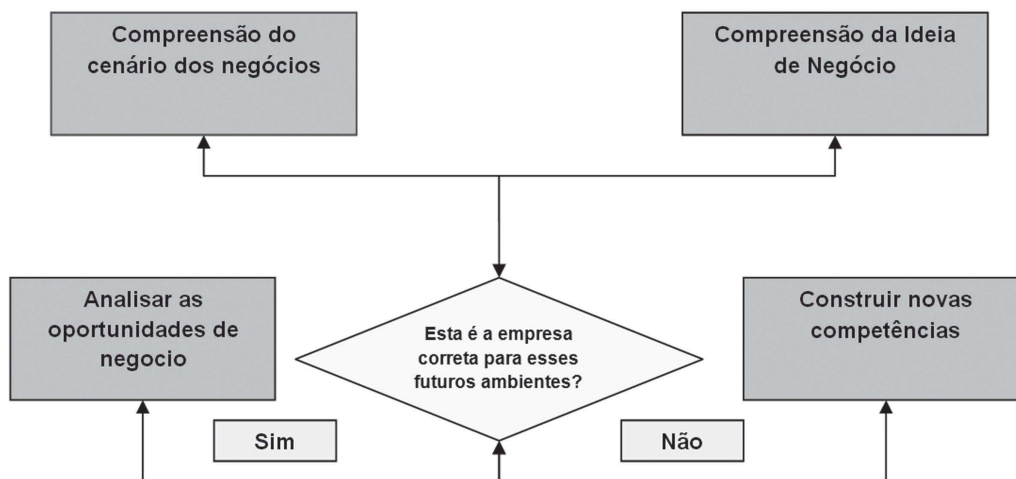 Compreensão do
cenário dos negócios
Compreensão da Ideia
de Negócio
Analisar as
oportunidades de
negocio
Esta é a empresa
correta para esses
futuros ambientes?
Construir novas
competências
Sim
Não